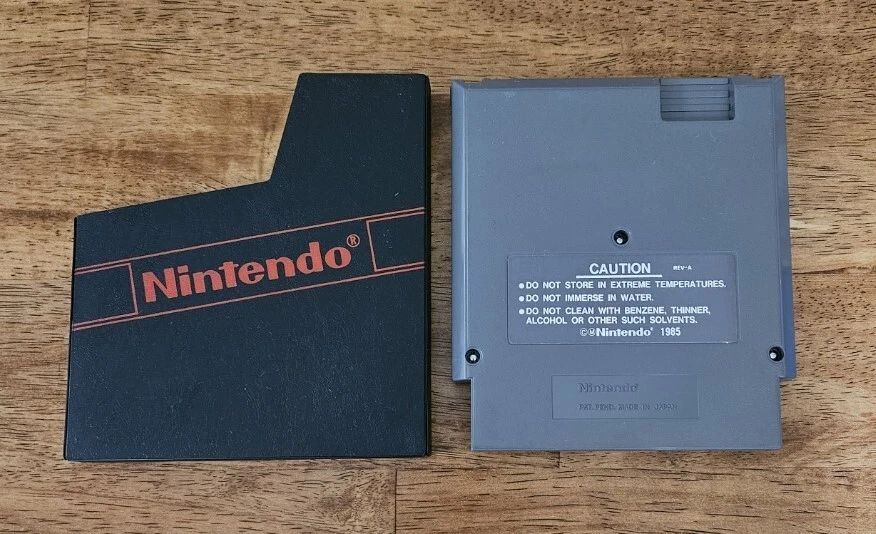 Nintendo®
CAUTION REV-A
•DO NOT STORE IN EXTREME TEMPERATURES.
•DO NOT IMMERSE IN WATER.
•DO NOT CLEAN WITH BENZENE, THINNER,
ALCOHOL OR OTHER SUCH SOLVENTS.
©ⓂNintendo® 1985
Nintendo®
PAT. PEND. MADE IN JAPAN